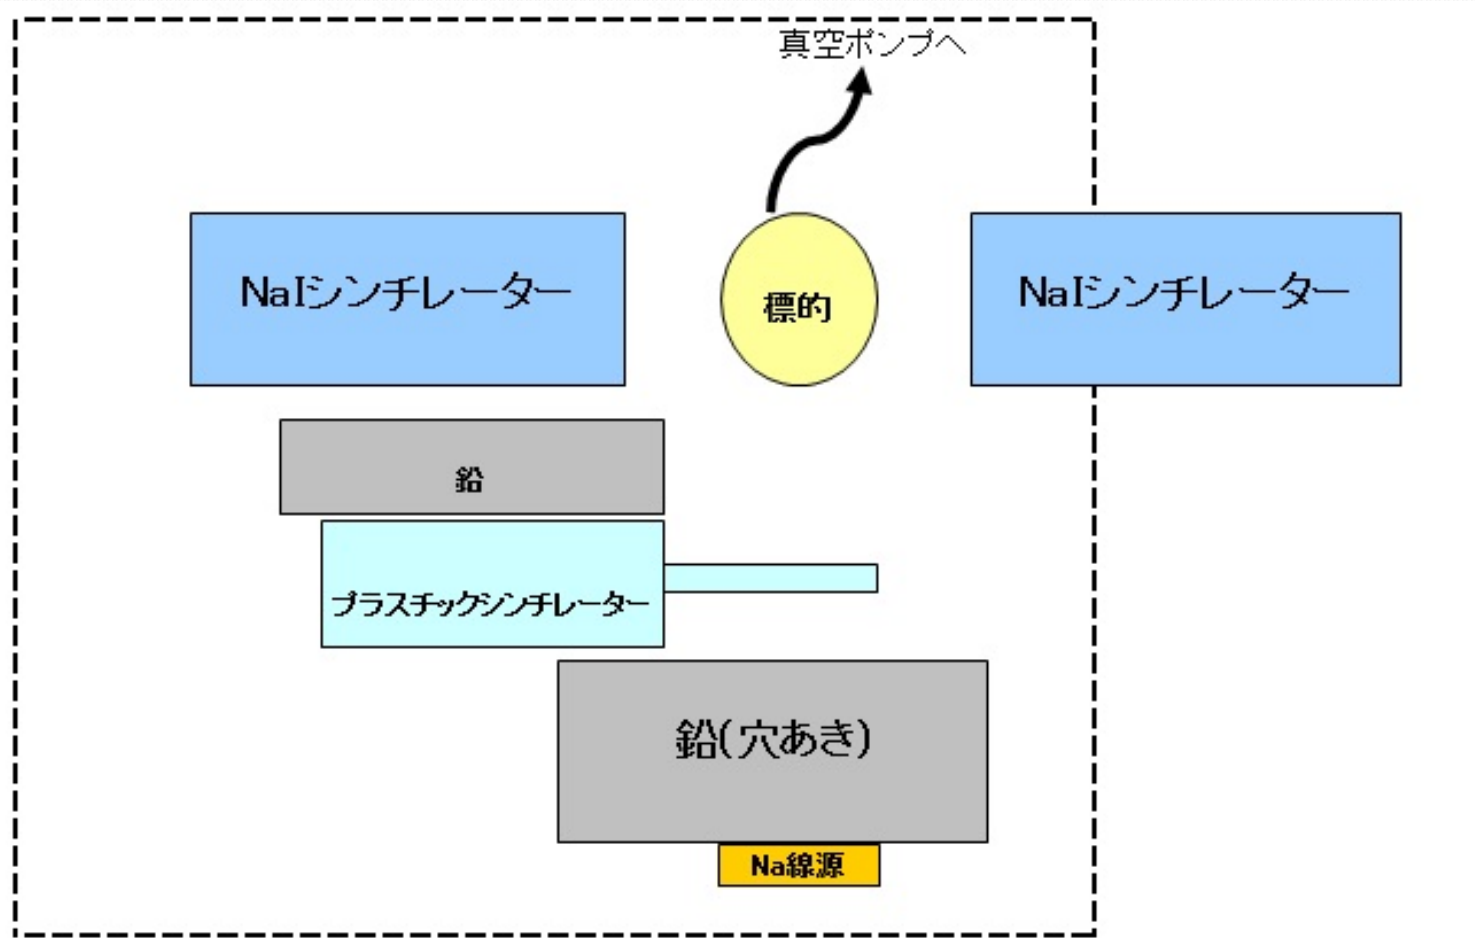 真空ポンプへ
NaIシンチレーター
標的
NaIシンチレーター
鉛
プラスチックシンチレーター
鉛(穴あき)
Na線源